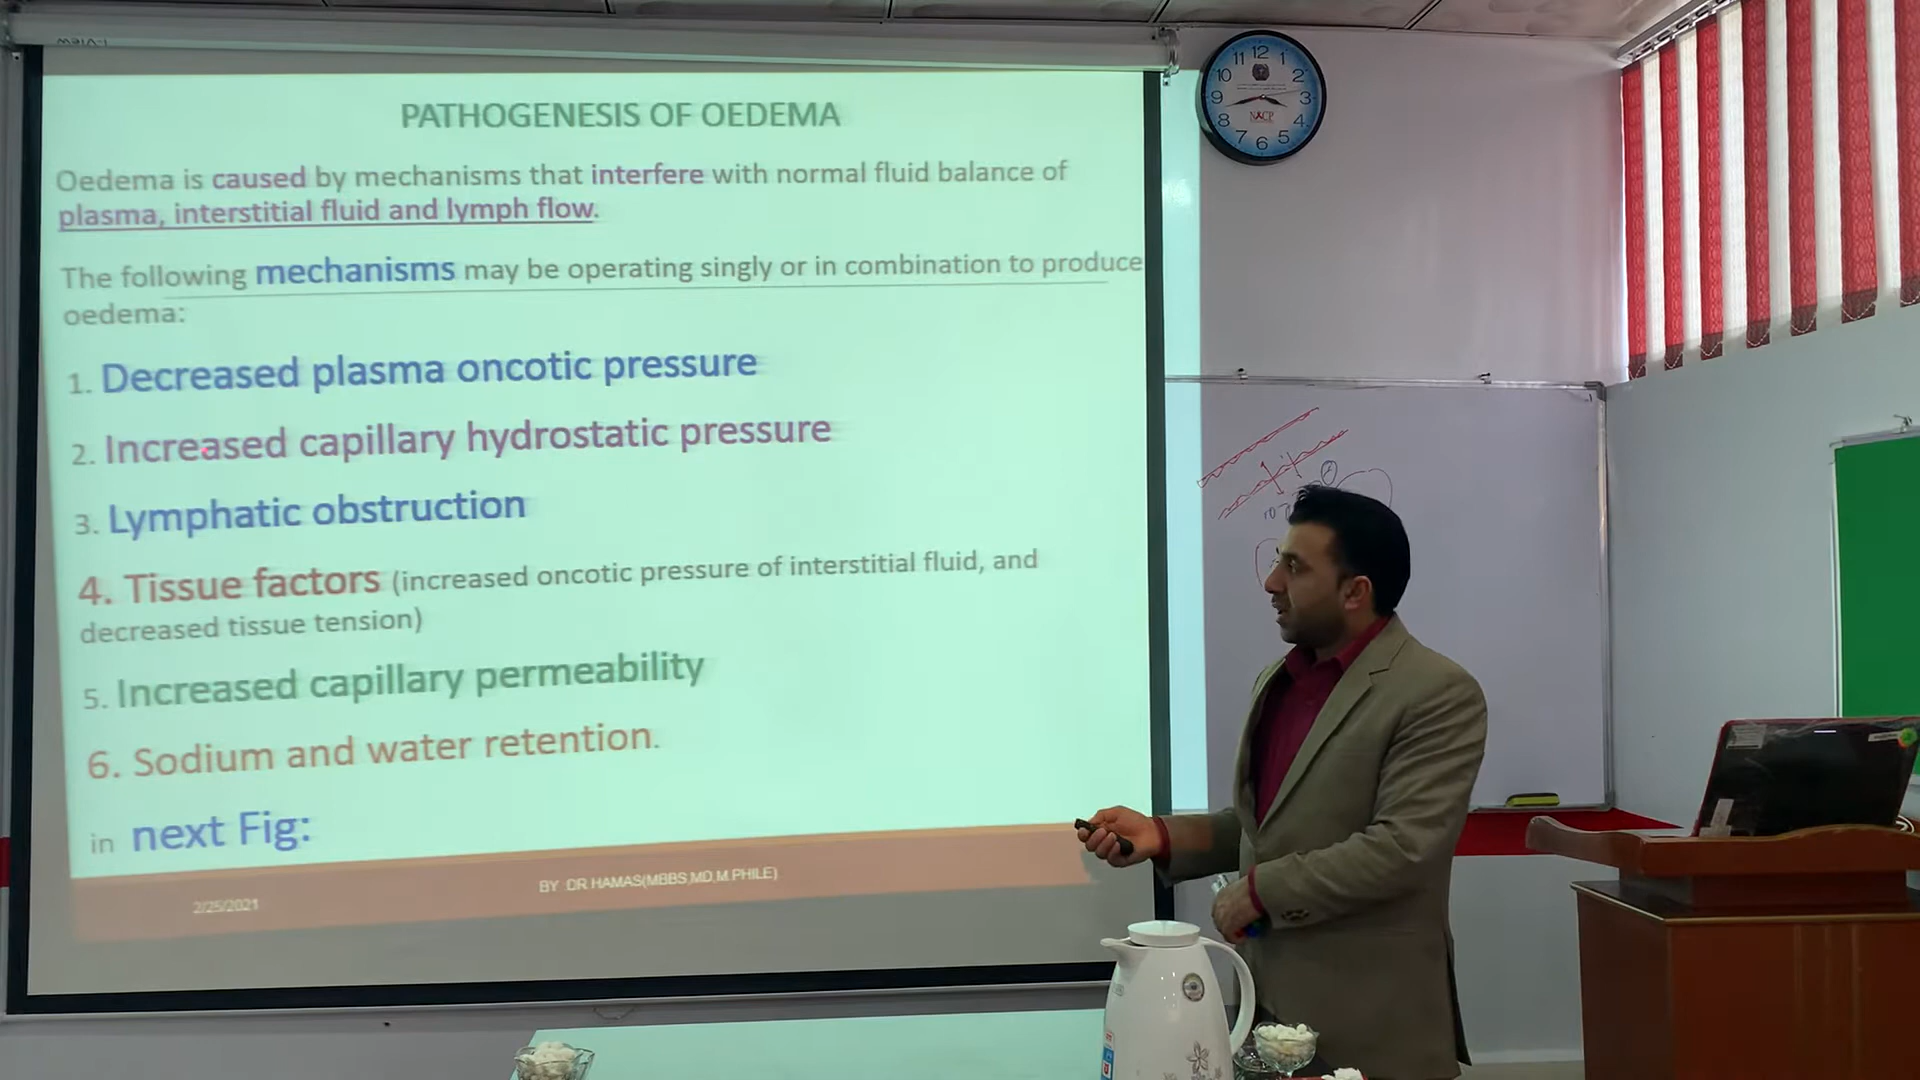 I-VIEW
PATHOGENESIS OF OEDEMA
Oedema is caused by mechanisms that interfere with normal fluid balance of
plasma, interstitial fluid and lymph flow.
The following mechanisms may be operating singly or in combination to produce
oedema:
1. Decreased plasma oncotic pressure
2. Increased capillary hydrostatic pressure
3. Lymphatic obstruction
4. Tissue factors (increased oncotic pressure of interstitial fluid, and
decreased tissue tension)
5. Increased capillary permeability
6. Sodium and water retention.
in next Fig:
2/25/2021
BY DR HAMAS(MBBS,MD,M.PHILE)
12 1 2 3 4 5 6 7 8 9 10 11
NACP